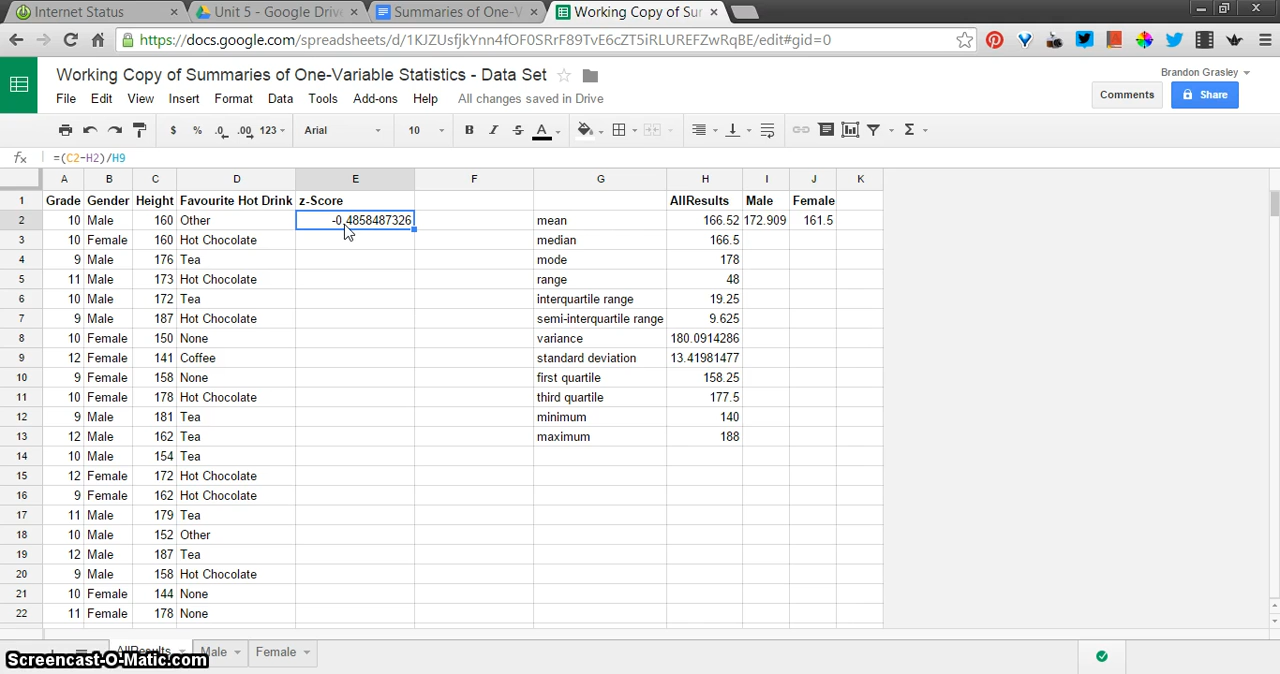 Internet Status
Unit 5 - Google Drive
Summaries of One-V
Working Copy of Sur
https://docs.google.com/spreadsheets/d/1KJZUsfjkYnn4fOF0SRrF89TvE6cZT5iRLUREFZwRqBE/edit#gid=0
Working Copy of Summaries of One-Variable Statistics - Data Set
Brandon Grasley
File Edit View Insert Format Data Tools Add-ons Help All changes saved in Drive
Comments Share
$ % .0 .00 123 Arial 10 B I S A Σ
fx =(C2-H2)/H9
A B C D E F G H I J K
1 Grade Gender Height Favourite Hot Drink z-Score AllResults Male Female
2 10 Male 160 Other -0.4858487326 mean 166.52 172.909 161.5
3 10 Female 160 Hot Chocolate median 166.5
4 9 Male 176 Tea mode 178
5 11 Male 173 Hot Chocolate range 48
6 10 Male 172 Tea interquartile range 19.25
7 9 Male 187 Hot Chocolate semi-interquartile range 9.625
8 10 Female 150 None variance 180.0914286
9 12 Female 141 Coffee standard deviation 13.41981477
10 9 Female 158 None first quartile 158.25
11 10 Female 178 Hot Chocolate third quartile 177.5
12 9 Male 181 Tea minimum 140
13 12 Male 162 Tea maximum 188
14 10 Male 154 Tea
15 12 Female 172 Hot Chocolate
16 9 Female 162 Hot Chocolate
17 11 Male 179 Tea
18 10 Male 152 Other
19 12 Male 187 Tea
20 9 Male 158 Hot Chocolate
21 10 Female 144 None
22 11 Female 178 None
AllResults Male Female
Screencast-O-Matic.com